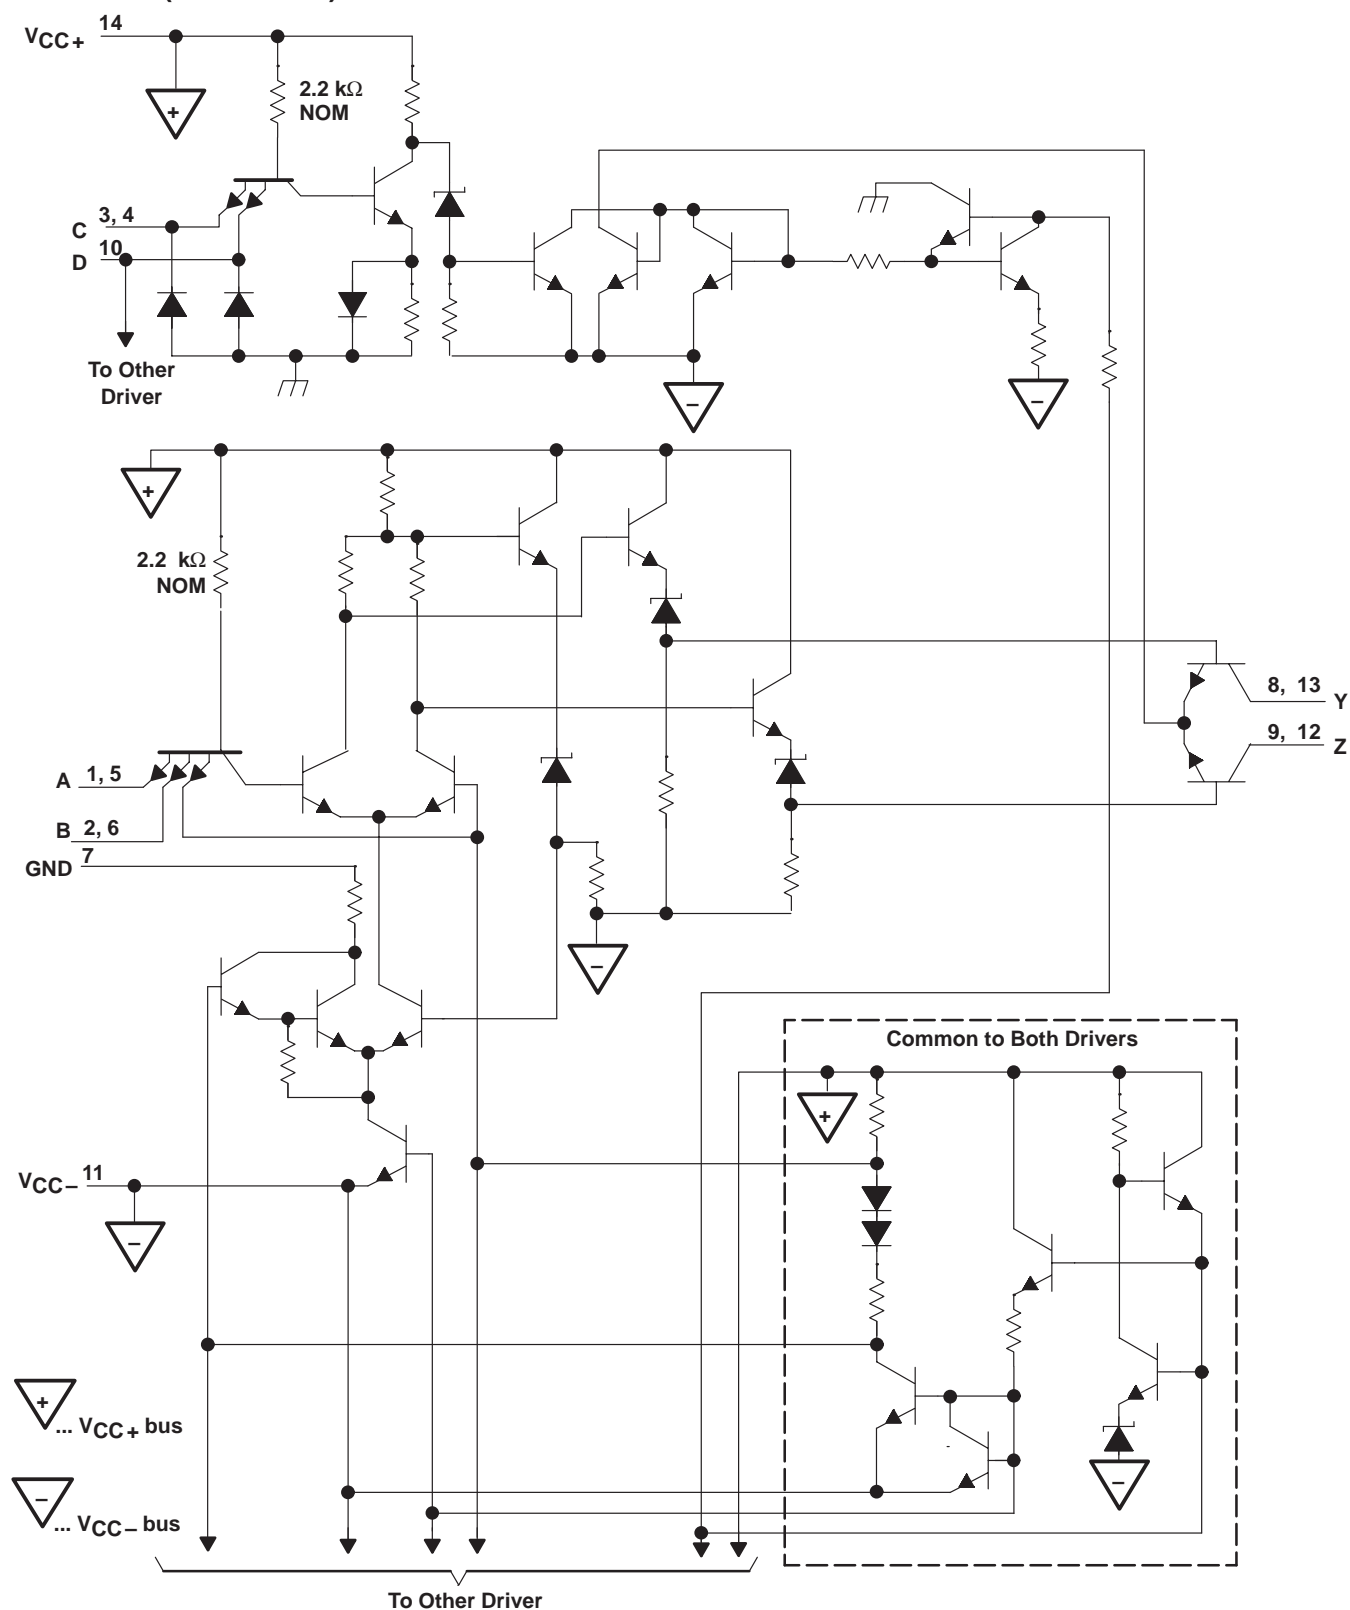 VCC+ 14
2.2 kΩ
NOM
+
C 3, 4
D 10
To Other
Driver
−
−
+
2.2 kΩ
NOM
8, 13 Y
9, 12 Z
A 1, 5
B 2, 6
GND 7
−
Common to Both Drivers
+
VCC− 11
−
+
... VCC+ bus
−
−
... VCC− bus
To Other Driver